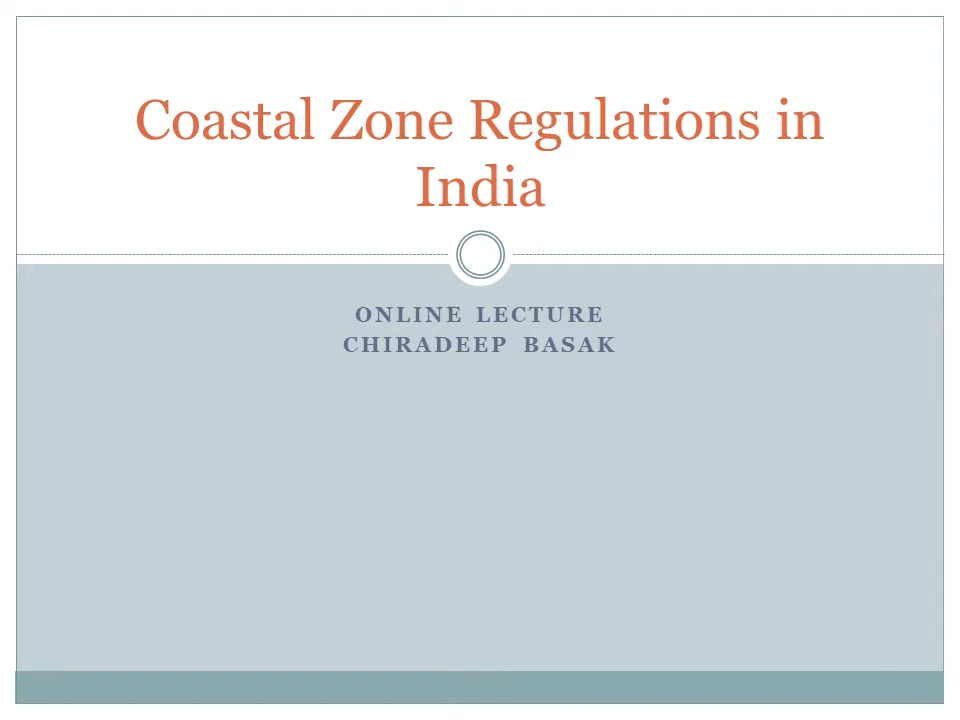 Coastal Zone Regulations in
India
ONLINE LECTURE
CHIRADEEP BASAK